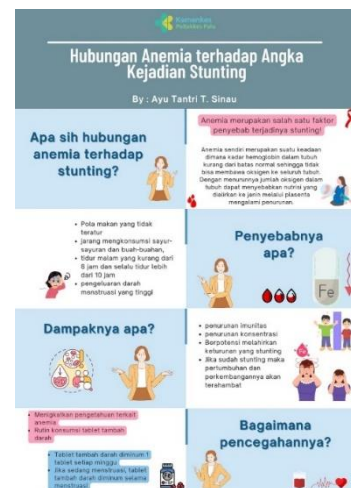 Kemenkes
Hubungan Anemia terhadap Angka
Kejadian Stunting
By : Ayu Tantri T. Sinau
Apa sih hubungan
anemia terhadap
stunting?
Anemia merupakan salah satu faktor
penyebab terjadinya stunting!
Anemia sendiri merupakan suatu keadaan
dimana kadar hemoglobin dalam tubuh
kurang dari batas normal sehingga tidak
bisa membawa oksigen ke seluruh tubuh.
Dengan menurunnya jumlah oksigen dalam
tubuh dapat menyebabkan nutrisi yang
dialirkan ke janin melalui plasenta
mengalami penurunan.
• Pola makan yang tidak
teratur
• jarang mengkonsumsi sayur-
sayuran dan buah-buahan,
• tidur malam yang kurang dari
8 jam dan selalu tidur lebih
dari 10 jam
• pengeluaran darah
menstruasi yang tinggi
Penyebabnya
apa?
Fe
Dampaknya apa?
• penurunan imunitas
• penurunan konsentrasi
• Berpotensi melahirkan
keturunan yang stunting
• Jika sudah stunting maka
pertumbuhan dan
perkembangannya akan
terhambat
• Menigkatkan pengetahuan terkait
anemia
• Rutin konsumsi tablet tambah
darah
• Tablet tambah darah diminum 1
tablet setiap minggu
• Jika sedang menstruasi, tablet
tambah darah diminum selama
menstruasi
Bagaimana
pencegahannya?